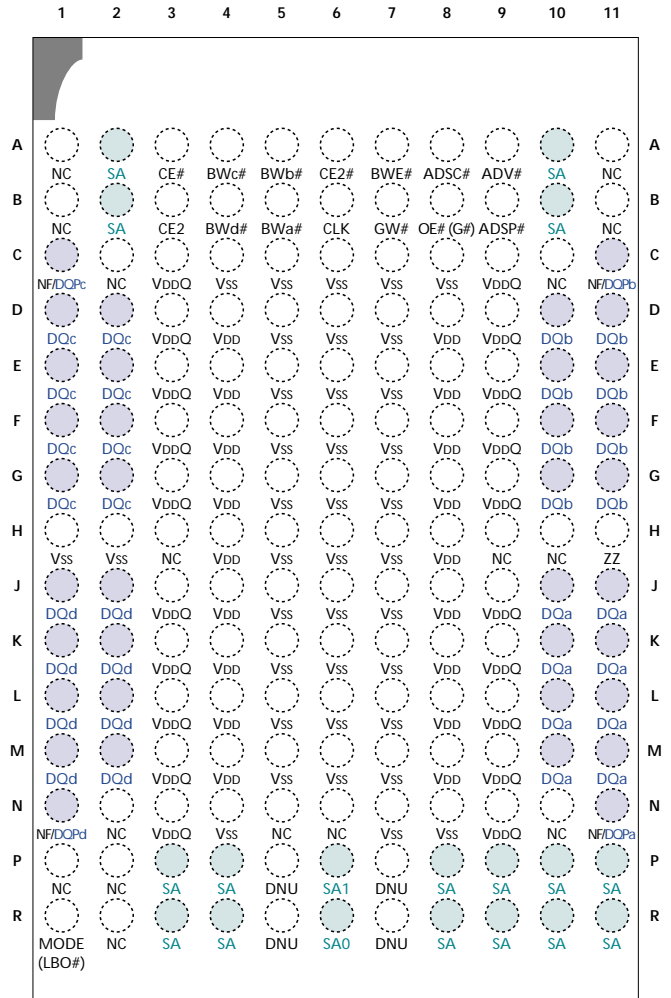 1 2 3 4 5 6 7 8 9 10 11
A A
NC SA CE# BWc# BWb# CE2# BWE# ADSC# ADV# SA NC
B B
NC SA CE2 BWd# BWa# CLK GW# OE# (G#) ADSP# SA NC
C C
NF/DQPc NC VDDQ VSS VSS VSS VSS VSS VDDQ NC NF/DQPb
D D
DQc DQc VDDQ VDD VSS VSS VSS VDD VDDQ DQb DQb
E E
DQc DQc VDDQ VDD VSS VSS VSS VDD VDDQ DQb DQb
F F
DQc DQc VDDQ VDD VSS VSS VSS VDD VDDQ DQb DQb
G G
DQc DQc VDDQ VDD VSS VSS VSS VDD VDDQ DQb DQb
H H
VSS VSS NC VDD VSS VSS VSS VDD NC NC ZZ
J J
DQd DQd VDDQ VDD VSS VSS VSS VDD VDDQ DQa DQa
K K
DQd DQd VDDQ VDD VSS VSS VSS VDD VDDQ DQa DQa
L L
DQd DQd VDDQ VDD VSS VSS VSS VDD VDDQ DQa DQa
M M
DQd DQd VDDQ VDD VSS VSS VSS VDD VDDQ DQa DQa
N N
NF/DQPd NC VDDQ VSS NC NC VSS VSS VDDQ NC NF/DQPa
P P
NC NC SA SA DNU SA1 DNU SA SA SA SA
R R
MODE NC SA SA DNU SA0 DNU SA SA SA SA
(LBO#)